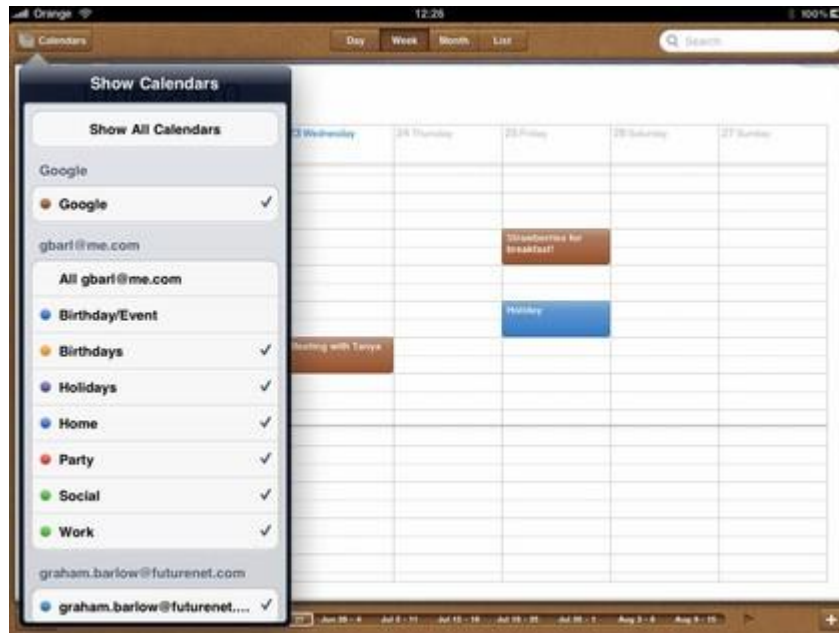 Orange
12:26
100%
Calendars
Day
Week
Month
List
Search
Show Calendars
Show All Calendars
Google
Google
gbarl@me.com
All gbarl@me.com
Birthday/Event
Birthdays
Holidays
Home
Party
Social
Work
graham.barlow@futurenet.com
graham.barlow@futurenet....
23 Wednesday
24 Thursday
25 Friday
26 Saturday
27 Sunday
Strawberries for
breakfast!
Holiday
Meeting with Tanya